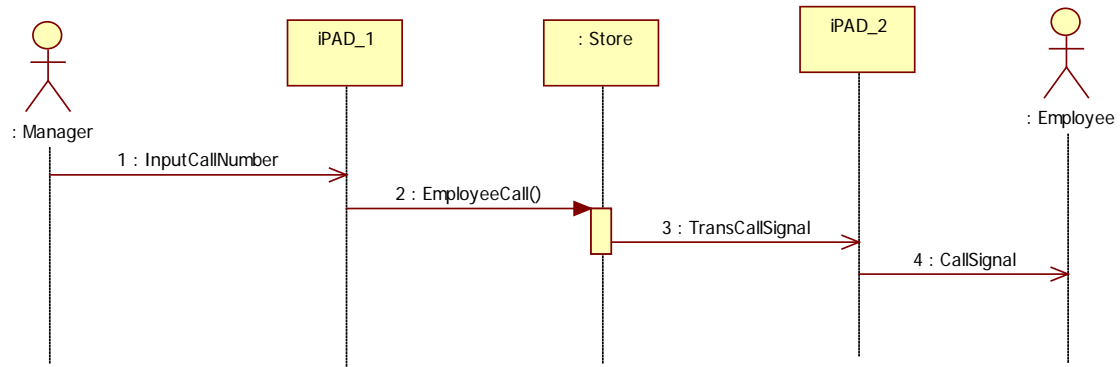 iPAD_1
: Store
iPAD_2
: Manager
: Employee
1 : InputCallNumber
2 : EmployeeCall()
3 : TransCallSignal
4 : CallSignal